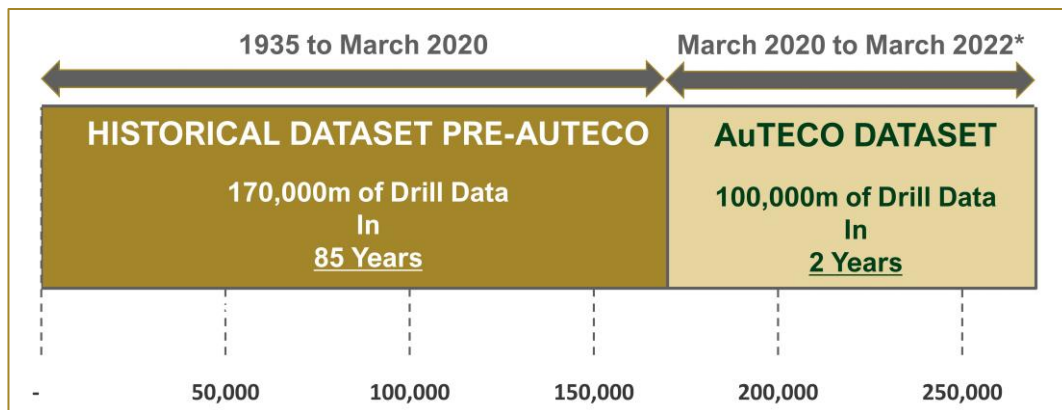 1935 to March 2020
March 2020 to March 2022*
HISTORICAL DATASET PRE-AUTECO
170,000m of Drill Data
In
85 Years
AuTECO DATASET
100,000m of Drill Data
In
2 Years
-
50,000
100,000
150,000
200,000
250,000